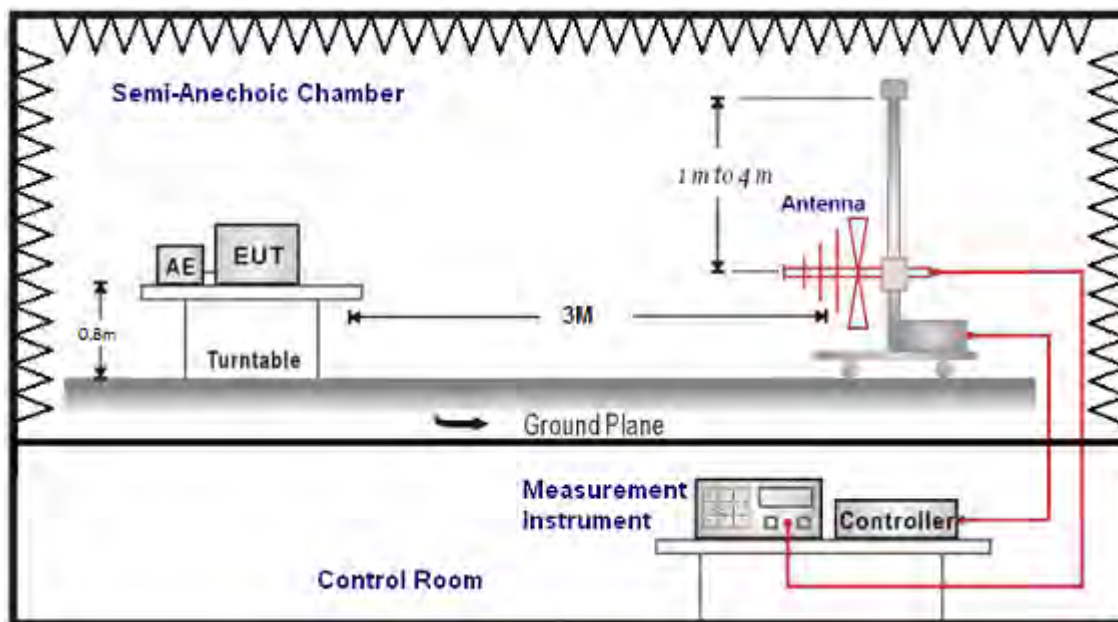 Semi-Anechoic Chamber
1 m to 4 m
Antenna
AE
EUT
0.8m
3M
Turntable
Ground Plane
Measurement
Instrument
Controller
Control Room